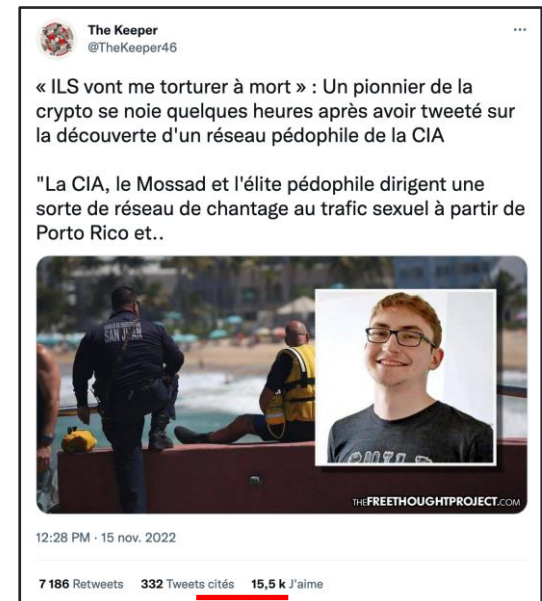 The Keeper
@TheKeeper46
« ILS vont me torturer à mort » : Un pionnier de la
crypto se noie quelques heures après avoir tweeté sur
la découverte d'un réseau pédophile de la CIA
"La CIA, le Mossad et l'élite pédophile dirigent une
sorte de réseau de chantage au trafic sexuel à partir de
Porto Rico et..
SAN JUAN
THEFREETHOUGHTPROJECT.COM
12:28 PM · 15 nov. 2022
7 186 Retweets 332 Tweets cités 15,5 k J'aime